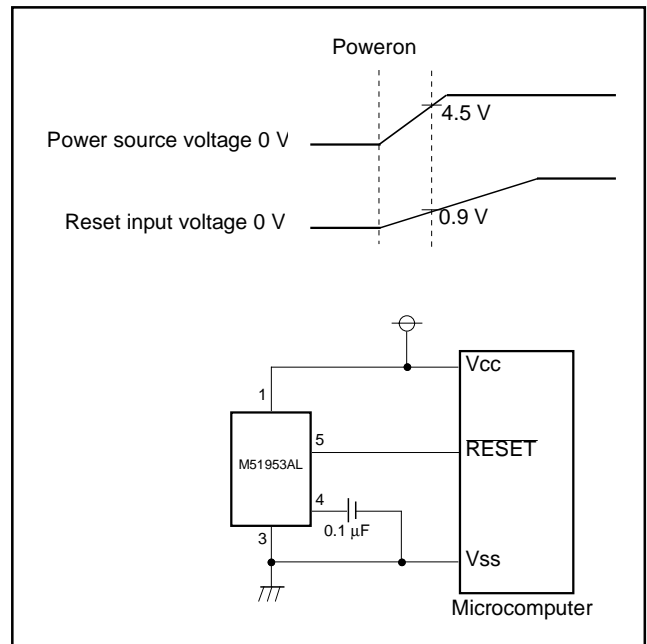 Poweron
4.5 V
Power source voltage 0 V
Reset input voltage 0 V
0.9 V
Vcc
1
5
RESET
M51953AL
4
0.1 μF
3
Vss
Microcomputer